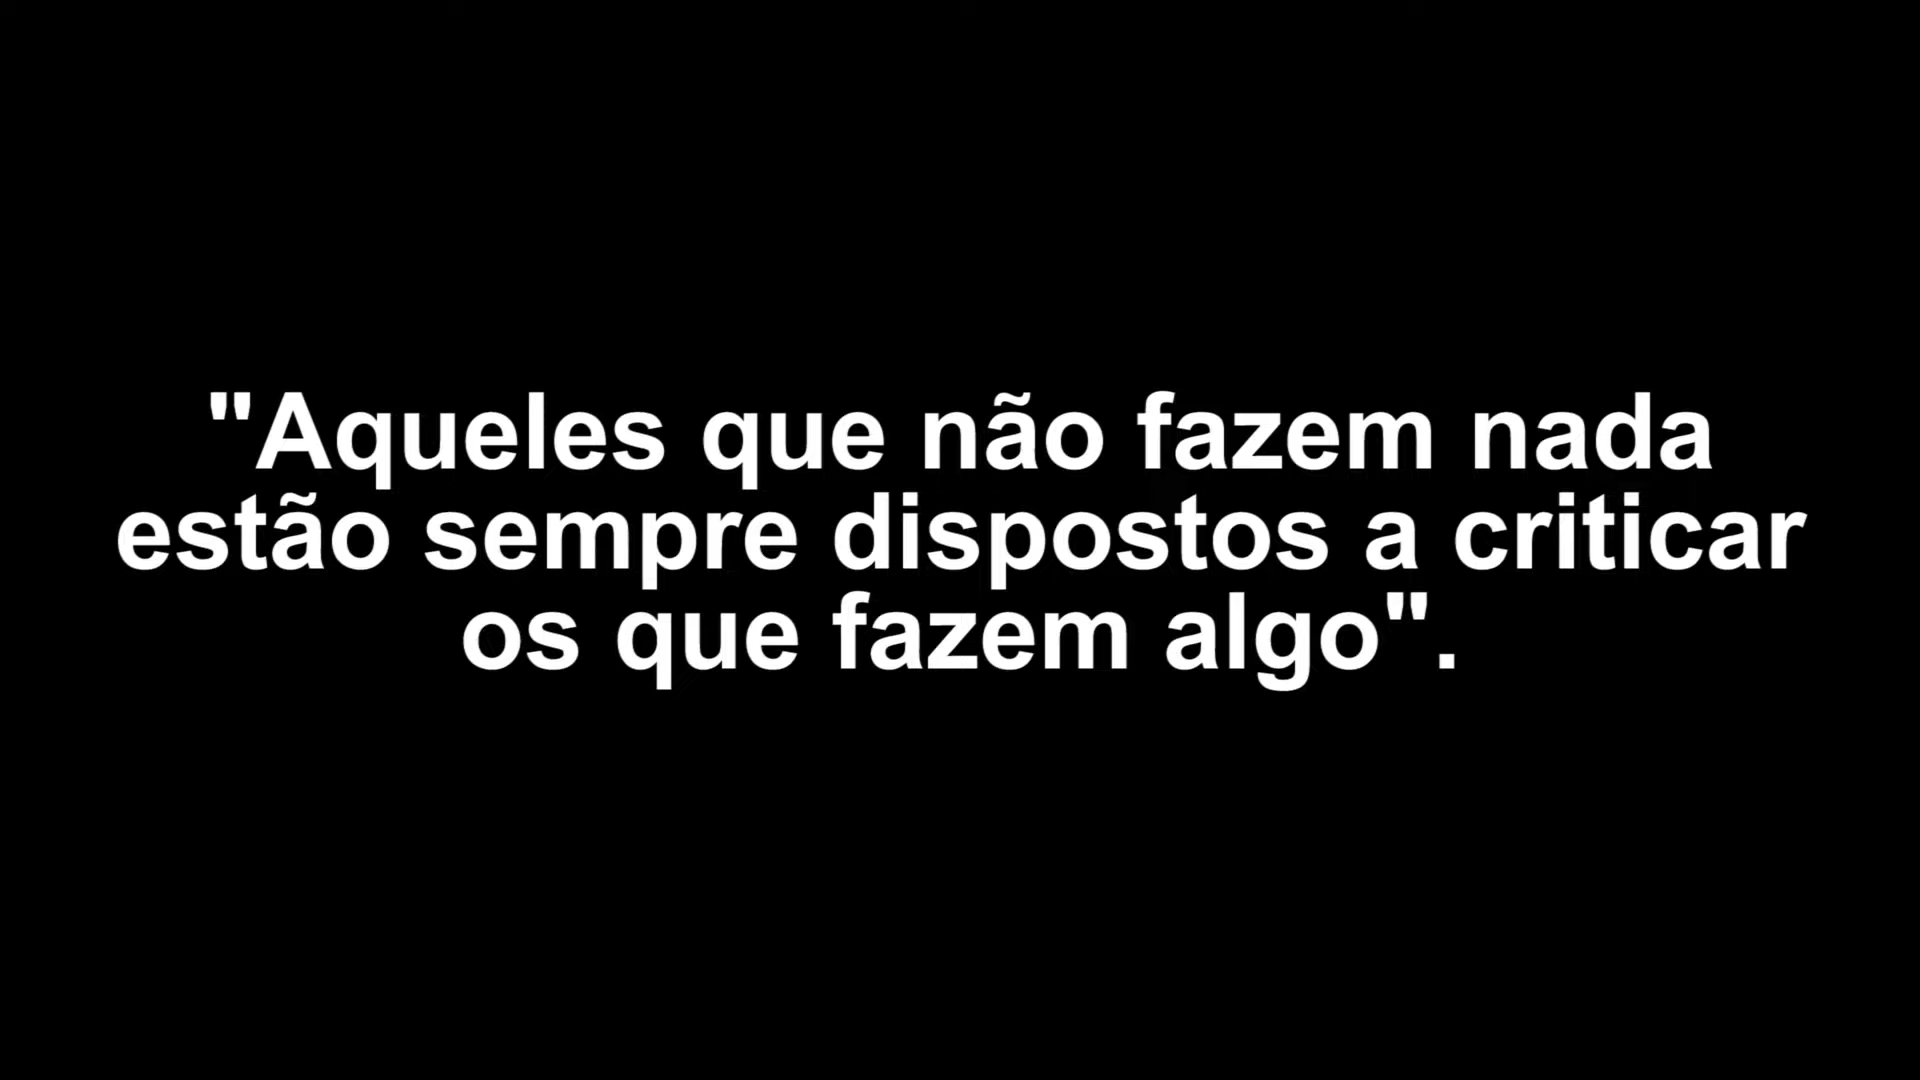 "Aqueles que não fazem nada
estão sempre dispostos a criticar
os que fazem algo".